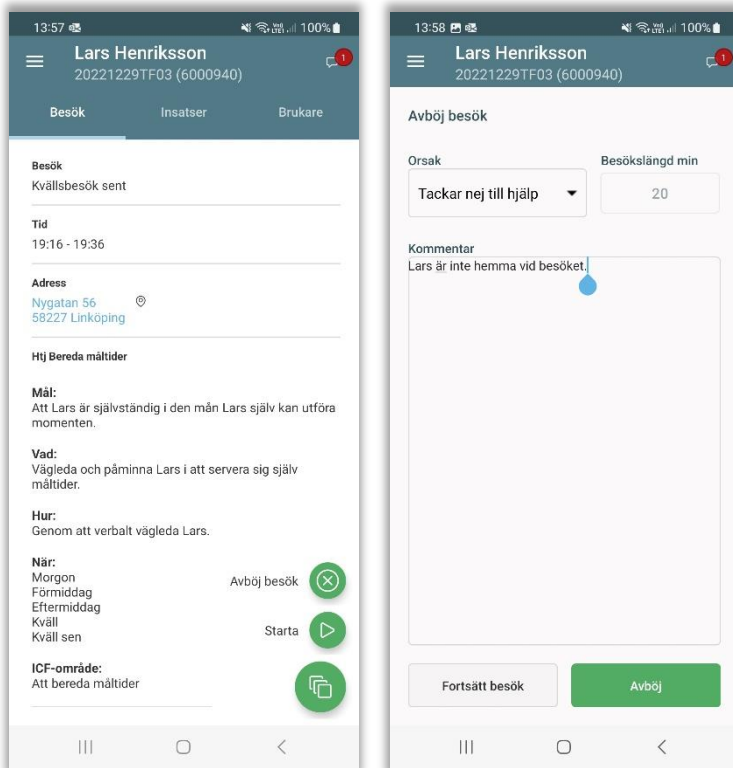 13:57
100%
Lars Henriksson
20221229TF03 (6000940)
1
Besök
Insatser
Brukare
Besök
Kvällsbesök sent
Tid
19:16 - 19:36
Adress
Nygatan 56
58227 Linköping
Htj Bereda måltider
Mål:
Att Lars är självständig i den mån Lars själv kan utföra
momenten.
Vad:
Vägleda och påminna Lars i att servera sig själv
måltider.
Hur:
Genom att verbalt vägleda Lars.
När:
Morgon
Förmiddag
Eftermiddag
Kväll
Kväll sen
Avböj besök
Starta
ICF-område:
Att bereda måltider
13:58
100%
Lars Henriksson
20221229TF03 (6000940)
1
Avböj besök
Orsak
Besökslängd min
Tackar nej till hjälp
20
Kommentar
Lars är inte hemma vid besöket.
Fortsätt besök
Avböj